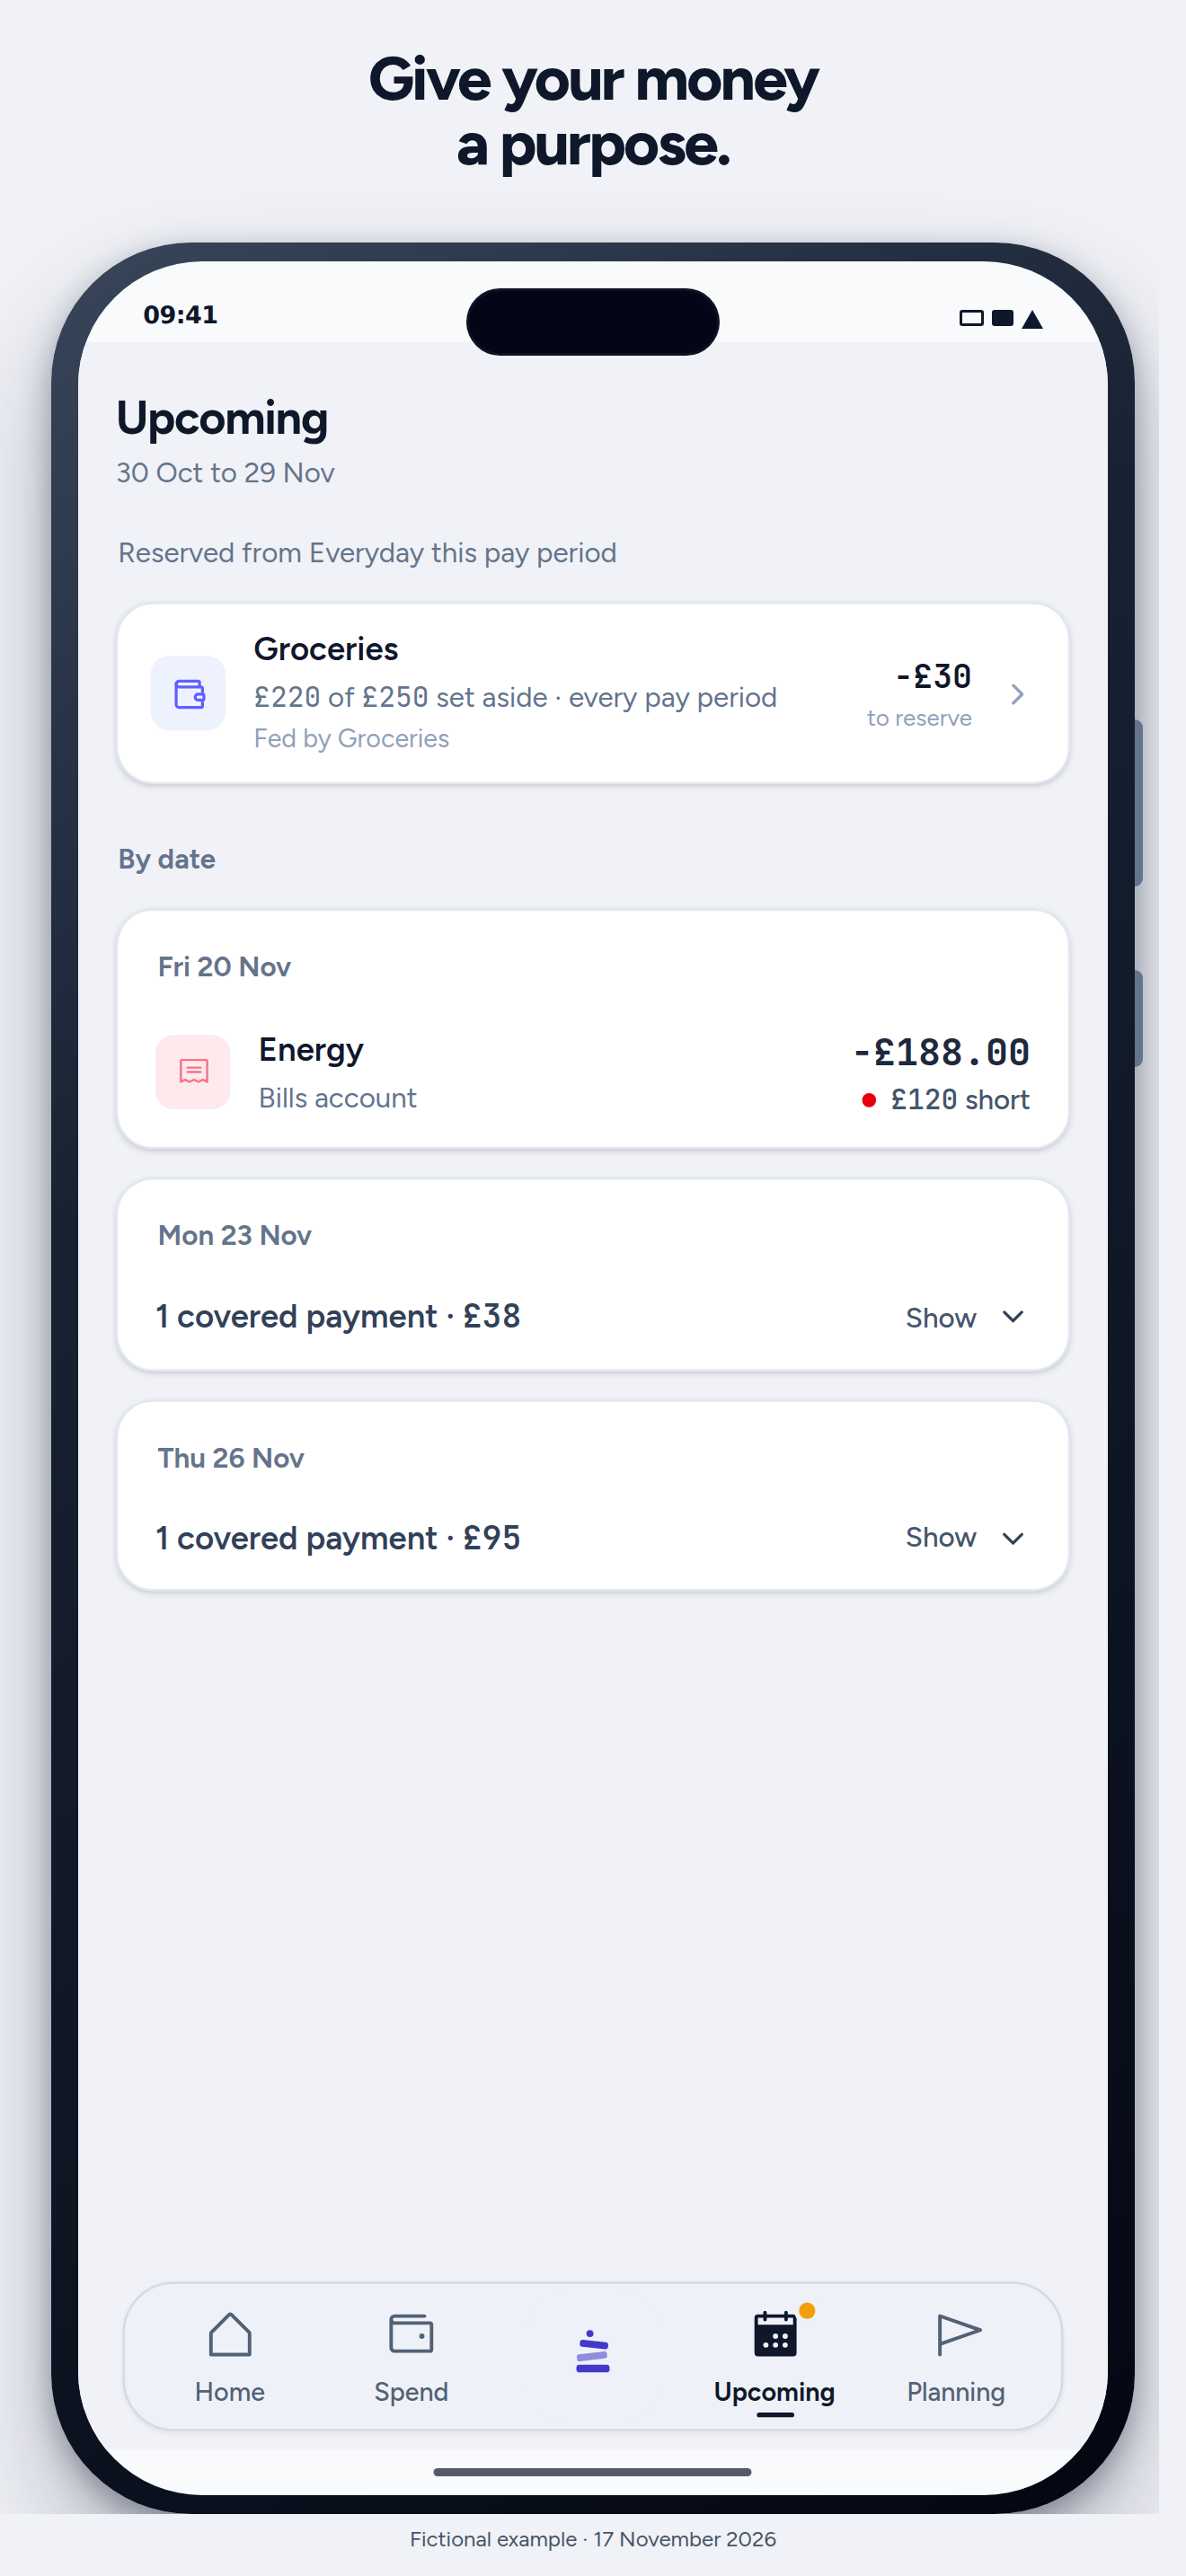 Give your money
a purpose.
09:41
Upcoming
30 Oct to 29 Nov
Reserved from Everyday this pay period
Groceries
£220 of £250 set aside · every pay period
Fed by Groceries
-£30
to reserve
By date
Fri 20 Nov
Energy
Bills account
-£188.00
£120 short
Mon 23 Nov
1 covered payment · £38
Show
Thu 26 Nov
1 covered payment · £95
Show
Home
Spend
Upcoming
Planning
Fictional example · 17 November 2026